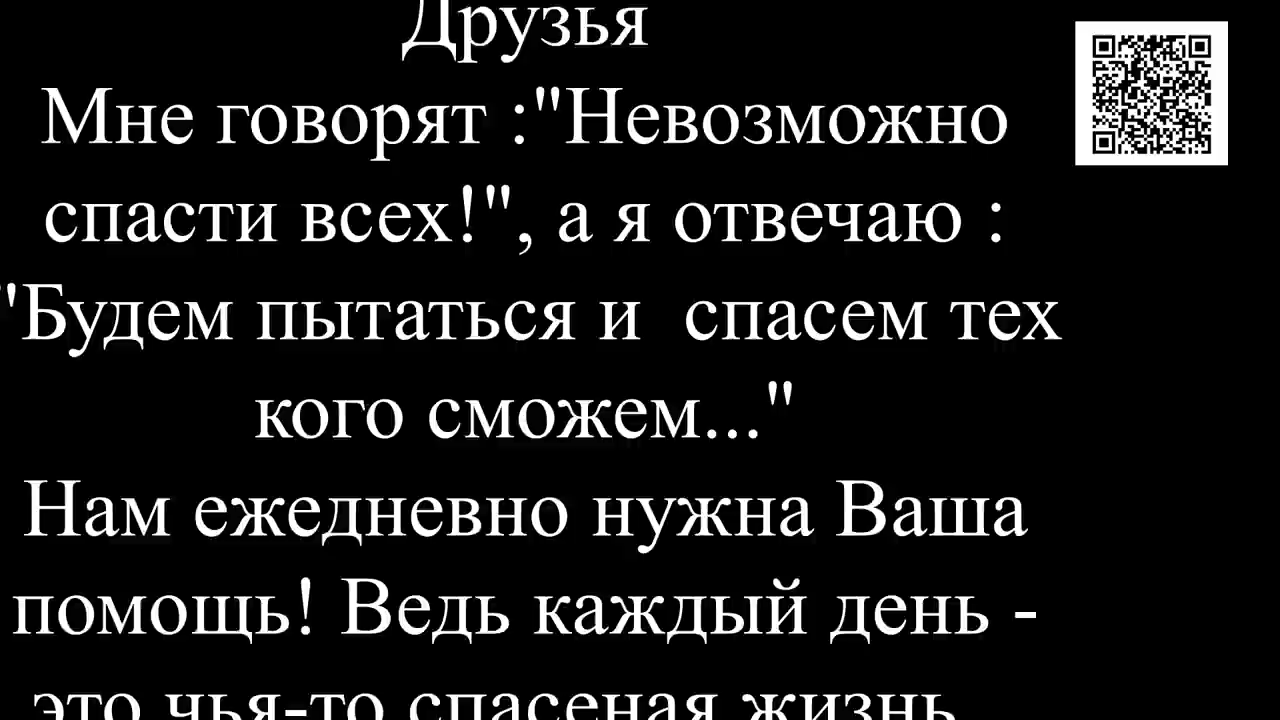 Друзья
Мне говорят :"Невозможно
спасти всех!", а я отвечаю :
"Будем пытаться и  спасем тех
кого сможем..."
Нам ежедневно нужна Ваша
помощь! Ведь каждый день -
это чья-то спасеная жизнь